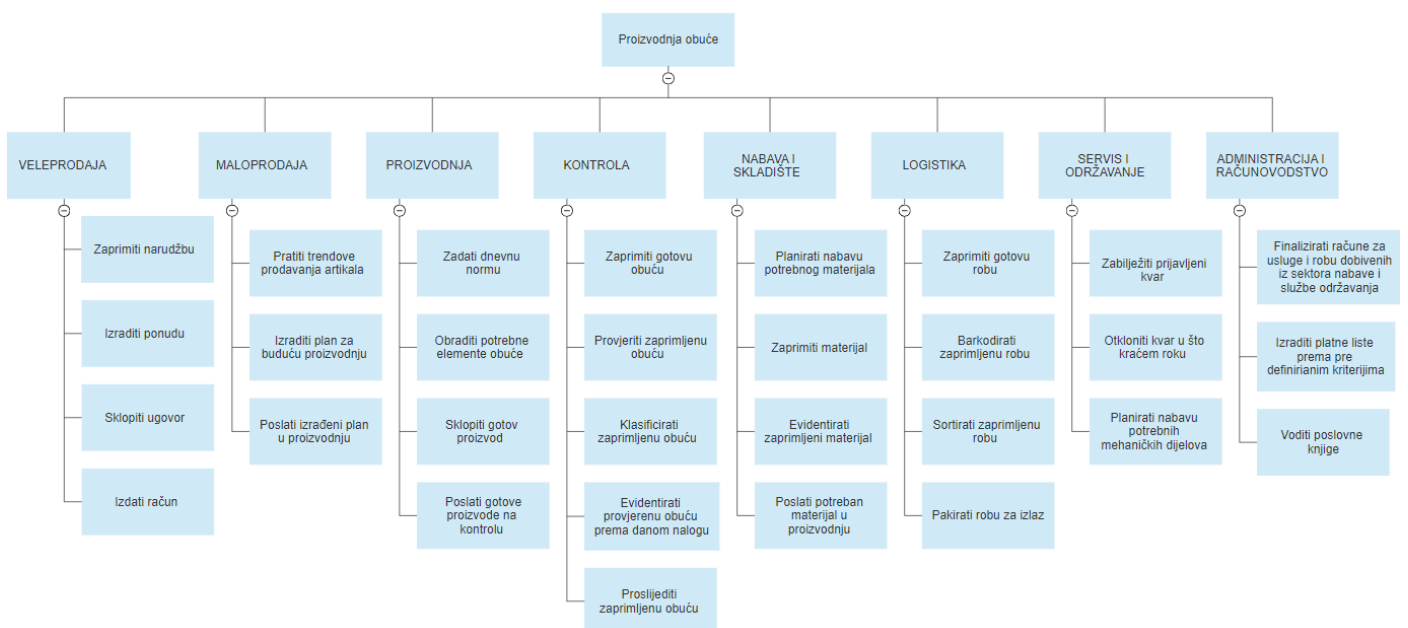 Proizvodnja obuće
VELEPRODAJA
MALOPRODAJA
PROIZVODNJA
KONTROLA
NABAVA I
SKLADIŠTE
LOGISTIKA
SERVIS I
ODRŽAVANJE
ADMINISTRACIJA I
RAČUNOVODSTVO
Zaprimiti narudžbu
Izraditi ponudu
Sklopiti ugovor
Izdati račun
Pratiti trendove
prodavanja artikala
Izraditi plan za
buduću proizvodnju
Poslati izrađeni plan
u proizvodnju
Zadati dnevnu
normu
Obraditi potrebne
elemente obuće
Sklopiti gotov
proizvod
Poslati gotove
proizvode na
kontrolu
Zaprimiti gotovu
obuću
Provjeriti zaprimljenu
obuću
Klasificirati
zaprimljenu obuću
Evidentirati
provjerenu obuću
prema danom nalogu
Proslijediti
zaprimljenu obuću
Planirati nabavu
potrebnog materijala
Zaprimiti materijal
Evidentirati
zaprimljeni materijal
Poslati potreban
materijal u
proizvodnju
Zaprimiti gotovu
robu
Barkodirati
zaprimljenu robu
Sortirati zaprimljenu
robu
Pakirati robu za izlaz
Zabilježiti prijavljeni
kvar
Otkloniti kvar u što
kraćem roku
Planirati nabavu
potrebnih
mehaničkih dijelova
Finalizirati račune za
usluge i robu dobivenih
iz sektora nabave i
službe održavanja
Izraditi platne liste
prema pre
definirianim kriterijima
Voditi poslovne
knjige